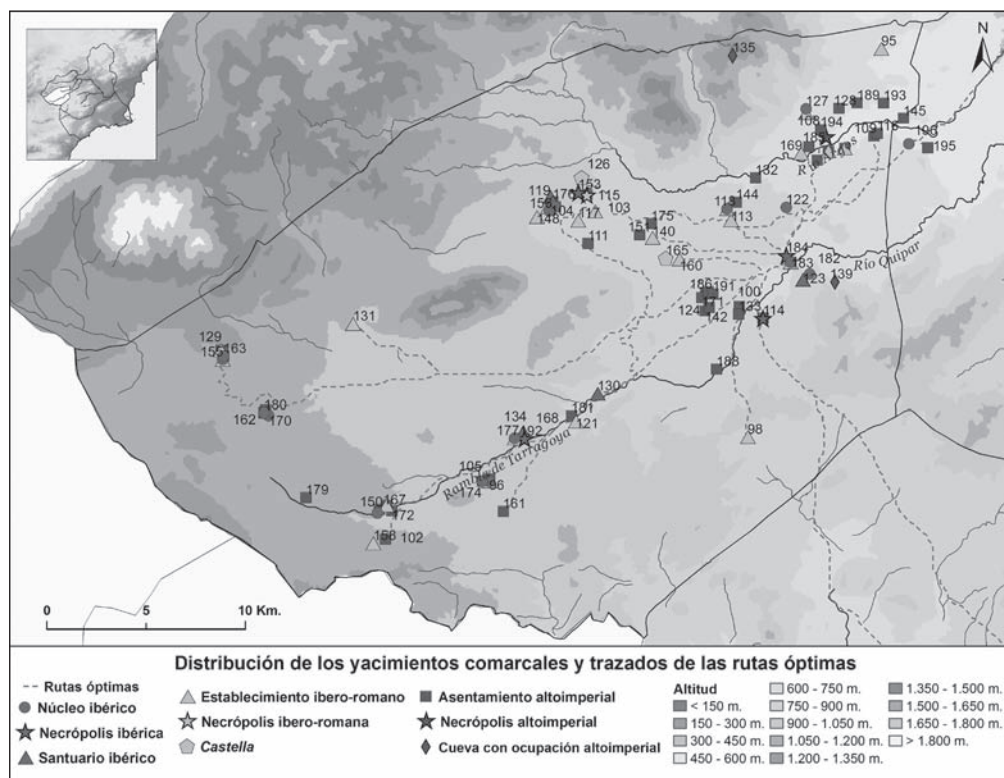 N
135
95
127
128
189
193
108
194
145
185
109
116
196
169
195
Río Argos
132
126
119
176
153
115
104
117
103
148
111
144
122
118
113
175
151
140
165
160
184
182
183
Río Quipar
123
139
186
191
100
133
124
142
114
188
131
129
155
163
130
180
162
170
181
121
134
168
177
192
Rambla de Tarragoya
105
96
174
161
179
150
167
172
158
102
98
0 5 10 Km.
Distribución de los yacimientos comarcales y trazados de las rutas óptimas
Rutas óptimas
Núcleo ibérico
Necrópolis ibérica
Santuario ibérico
Establecimiento ibero-romano
Necrópolis ibero-romana
Castella
Asentamiento altoimperial
Necrópolis altoimperial
Cueva con ocupación altoimperial
Altitud
< 150 m.
150 - 300 m.
300 - 450 m.
450 - 600 m.
600 - 750 m.
750 - 900 m.
900 - 1.050 m.
1.050 - 1.200 m.
1.200 - 1.350 m.
1.350 - 1.500 m.
1.500 - 1.650 m.
1.650 - 1.800 m.
> 1.800 m.